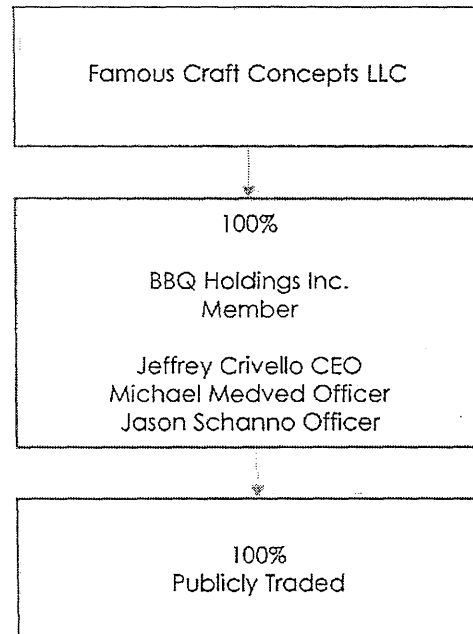 Famous Craft Concepts LLC
100%
BBQ Holdings Inc.
Member
Jeffrey Crivello CEO
Michael Medved Officer
Jason Schanno Officer
100%
Publicly Traded